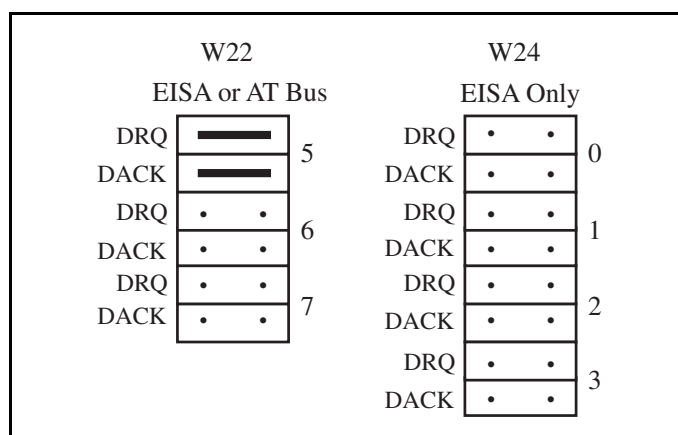 W22
EISA or AT Bus
DRQ
5
DACK
DRQ
6
DACK
DRQ
7
DACK
W24
EISA Only
DRQ
0
DACK
DRQ
1
DACK
DRQ
2
DACK
DRQ
3
DACK